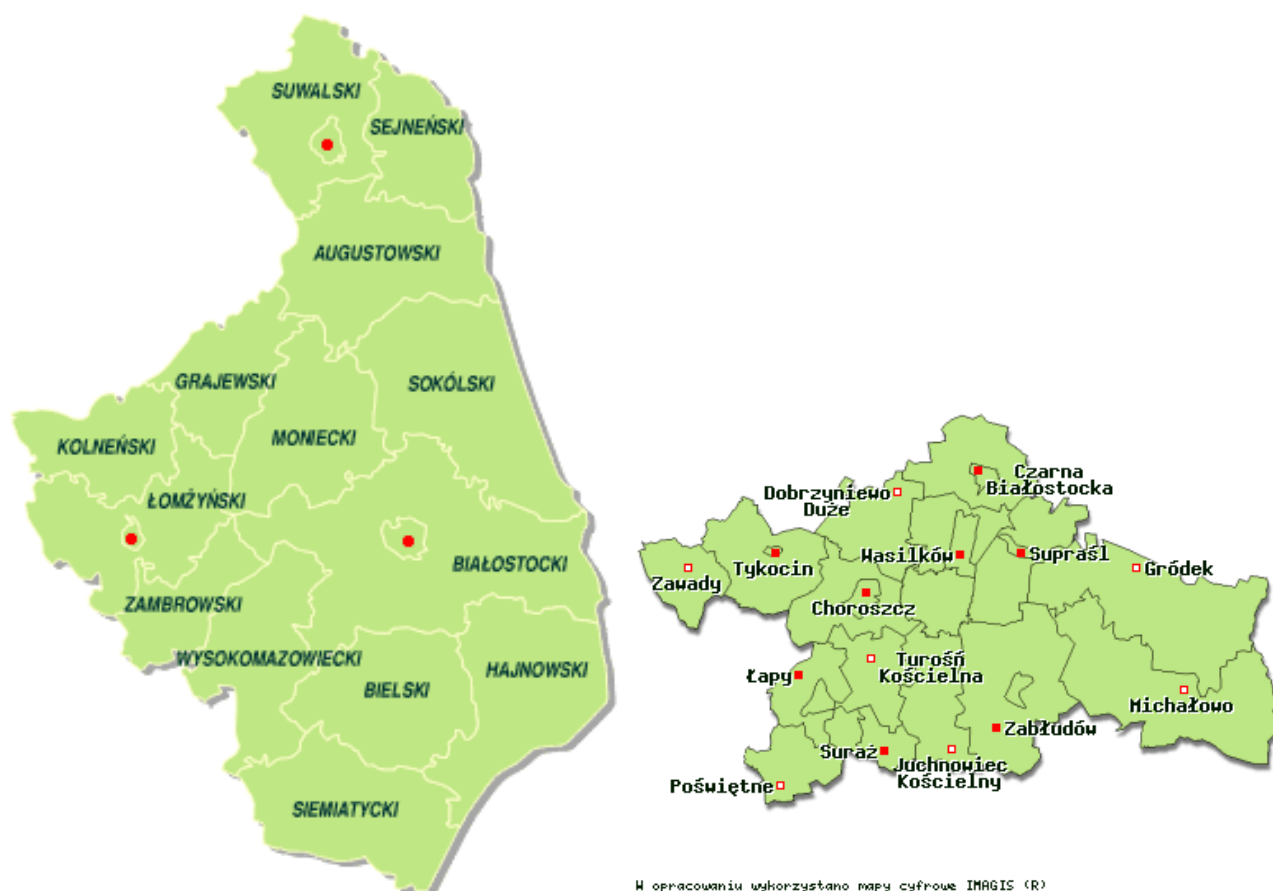 SUWALSKI
SEJNEŃSKI
AUGUSTOWSKI
GRAJEWSKI
SOKÓLSKI
KOLNEŃSKI
MONIECKI
ŁOMŻYŃSKI
BIAŁOSTOCKI
ZAMBROWSKI
WYSOKOMAZOWIECKI
HAJNOWSKI
BIELSKI
SIEMIATYCKI
Czarna
Białostocka
Dobrzyniewo
Duże
Wasilków
Supraśl
Gródek
Tykocin
Zawady
Choroszcz
Turośń
Kościelna
Łapy
Michałowo
Zabłudów
Suraż
Juchnowiec
Kościelny
Poświętne
W opracowaniu wykorzystano mapy cyfrowe IMAGIS (R)